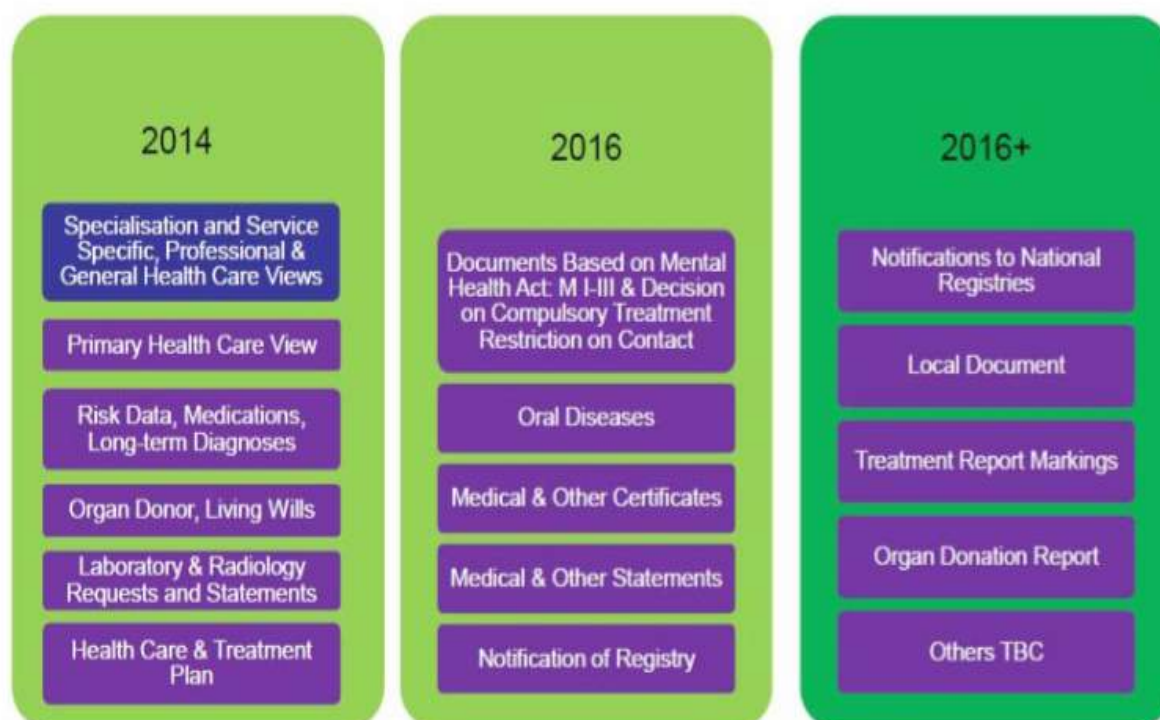 2014
Specialisation and Service
Specific, Professional &
General Health Care Views
Primary Health Care View
Risk Data, Medications,
Long-term Diagnoses
Organ Donor, Living Wills
Laboratory & Radiology
Requests and Statements
Health Care & Treatment
Plan
2016
Documents Based on Mental
Health Act: M I-III & Decision
on Compulsory Treatment
Restriction on Contact
Oral Diseases
Medical & Other Certificates
Medical & Other Statements
Notification of Registry
2016+
Notifications to National
Registries
Local Document
Treatment Report Markings
Organ Donation Report
Others TBC